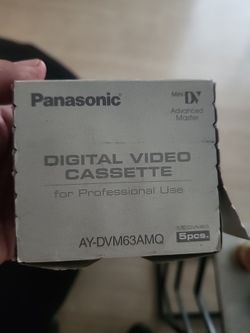 Panasonic
Mini DV
Advanced
Master
DIGITAL VIDEO
CASSETTE
for Professional Use
AY-DVM63AMQ
5pcs.